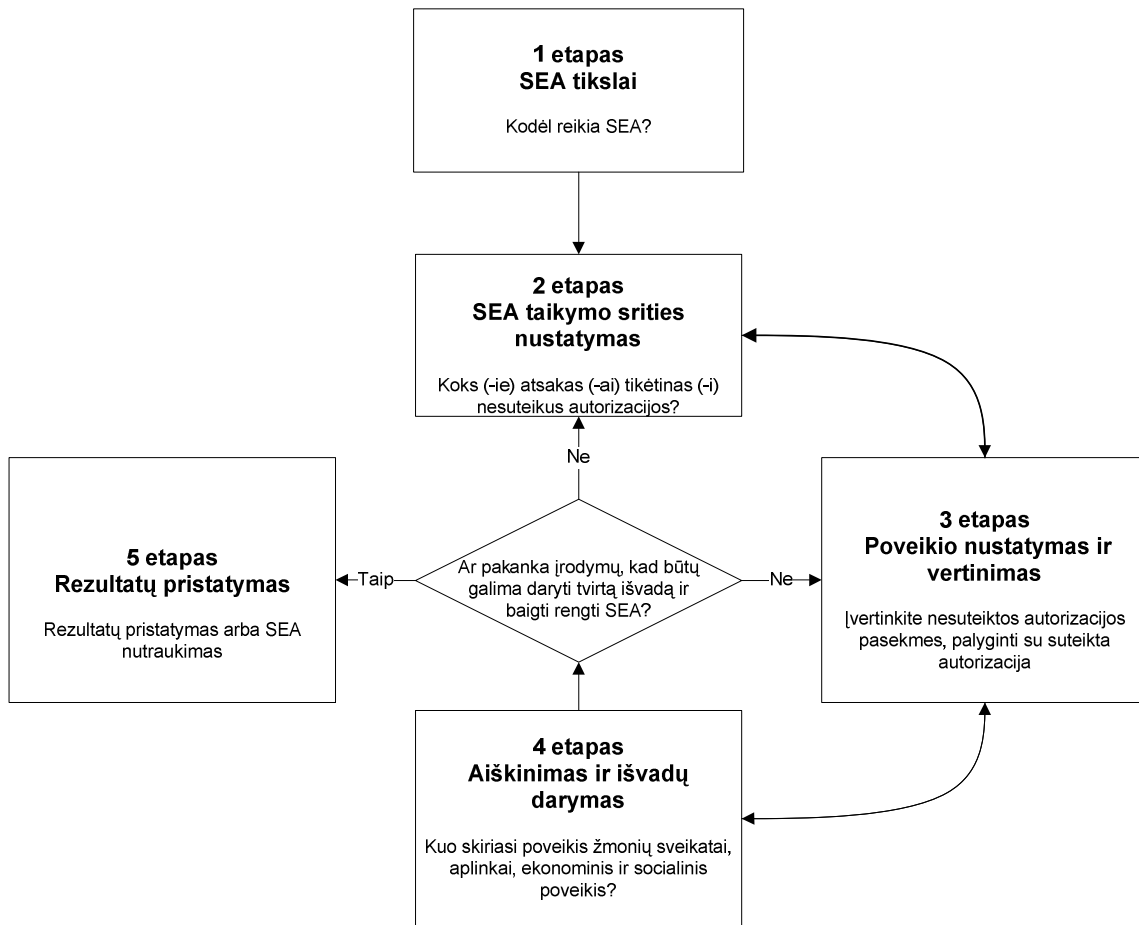 1 etapas
SEA tikslai
Kodėl reikia SEA?
2 etapas
SEA taikymo srities
nustatymas
Koks (-ie) atsakas (-ai) tikėtinas (-i)
nesuteikus autorizacijos?
Ne
5 etapas
Rezultatų pristatymas
Rezultatų pristatymas arba SEA
nutraukimas
Taip
Ar pakanka įrodymų, kad būtų
galima daryti tvirtą išvadą ir
baigti rengti SEA?
Ne
3 etapas
Poveikio nustatymas ir
vertinimas
Įvertinkite nesuteiktos autorizacijos
pasekmes, palyginti su suteikta
autorizacija
4 etapas
Aiškinimas ir išvadų
darymas
Kuo skiriasi poveikis žmonių sveikatai,
aplinkai, ekonominis ir socialinis
poveikis?